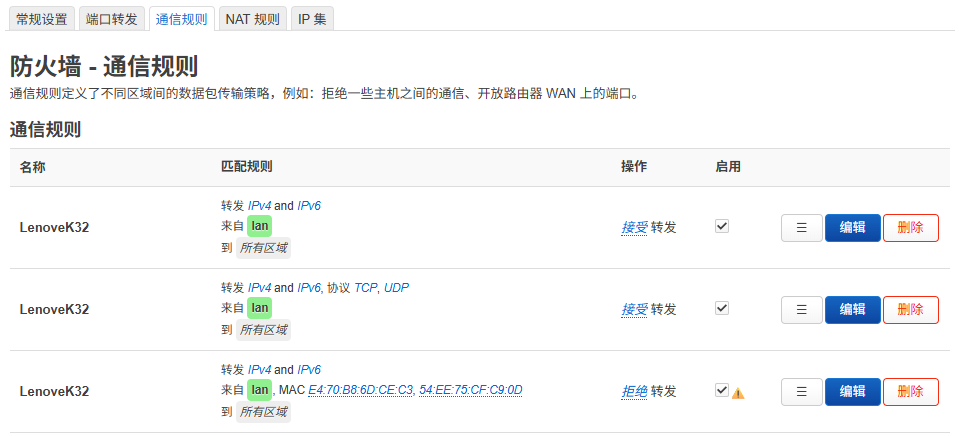 常规设置 端口转发 通信规则 NAT 规则 IP 集
防火墙 - 通信规则
通信规则定义了不同区域间的数据包传输策略，例如：拒绝一些主机之间的通信、开放路由器 WAN 上的端口。
通信规则
名称 匹配规则 操作 启用
转发 IPv4 and IPv6
LenoveK32 来自 lan 接受 转发 ☰ 编辑 删除
到 所有区域
转发 IPv4 and IPv6, 协议 TCP, UDP
LenoveK32 来自 lan 接受 转发 ☰ 编辑 删除
到 所有区域
转发 IPv4 and IPv6
LenoveK32 来自 lan, MAC E4:70:B8:6D:CE:C3, 54:EE:75:CF:C9:0D 拒绝 转发 ☰ 编辑 删除
到 所有区域